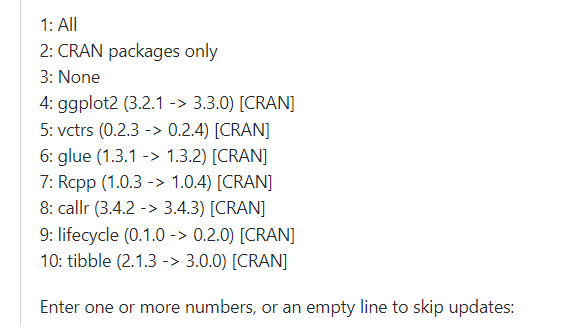 1: All
2: CRAN packages only
3: None
4: ggplot2 (3.2.1 -> 3.3.0) [CRAN]
5: vctrs (0.2.3 -> 0.2.4) [CRAN]
6: glue (1.3.1 -> 1.3.2) [CRAN]
7: Rcpp (1.0.3 -> 1.0.4) [CRAN]
8: callr (3.4.2 -> 3.4.3) [CRAN]
9: lifecycle (0.1.0 -> 0.2.0) [CRAN]
10: tibble (2.1.3 -> 3.0.0) [CRAN]
Enter one or more numbers, or an empty line to skip updates: